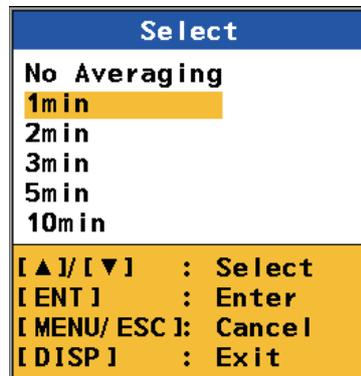 Select
No Averaging
1min
2min
3min
5min
10min
[▲]/[▼] : Select
[ENT] : Enter
[MENU/ESC]: Cancel
[DISP] : Exit